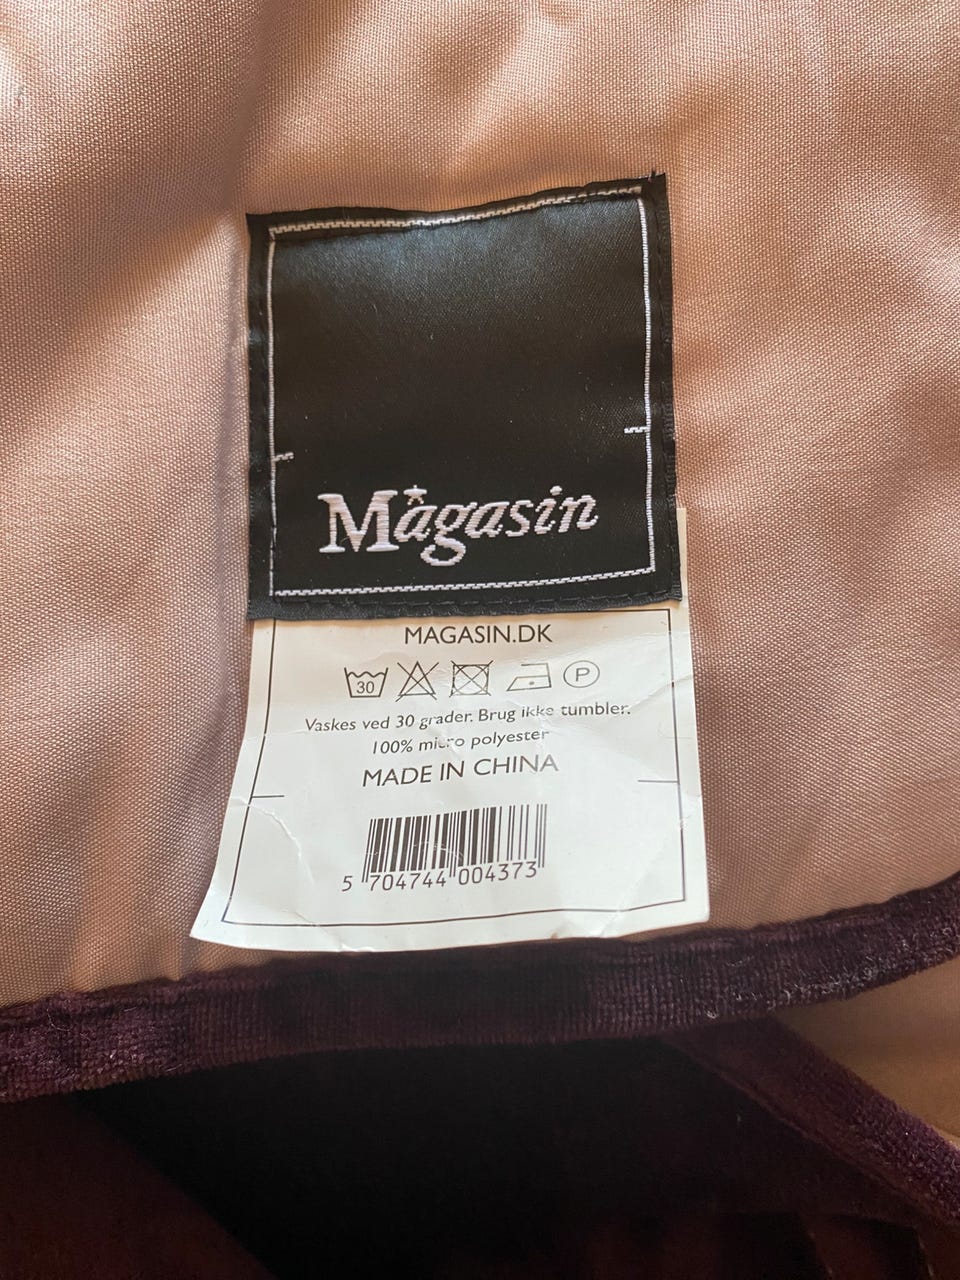 Magasin
MAGASIN.DK
30 P
Vaskes ved 30 grader. Brug ikke tumbler.
100% micro polyester
MADE IN CHINA
5 704744 004373